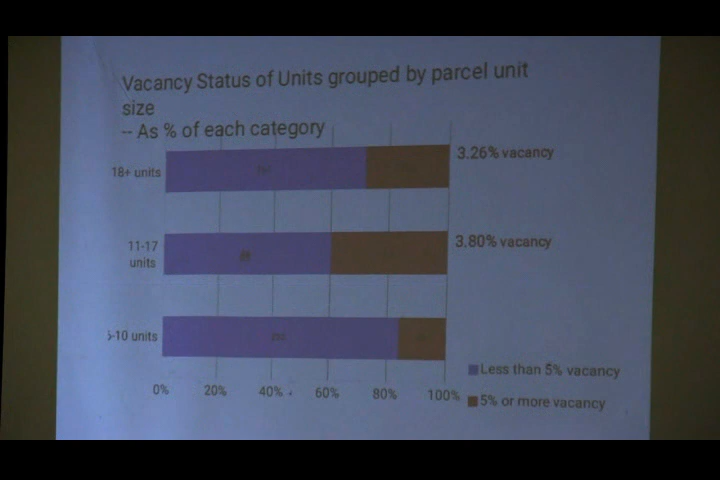 Vacancy Status of Units grouped by parcel unit
size
-- As % of each category
3.26% vacancy
18+ units
3.80% vacancy
11-17
units
5-10 units
Less than 5% vacancy
0% 20% 40% 60% 80% 100%
5% or more vacancy